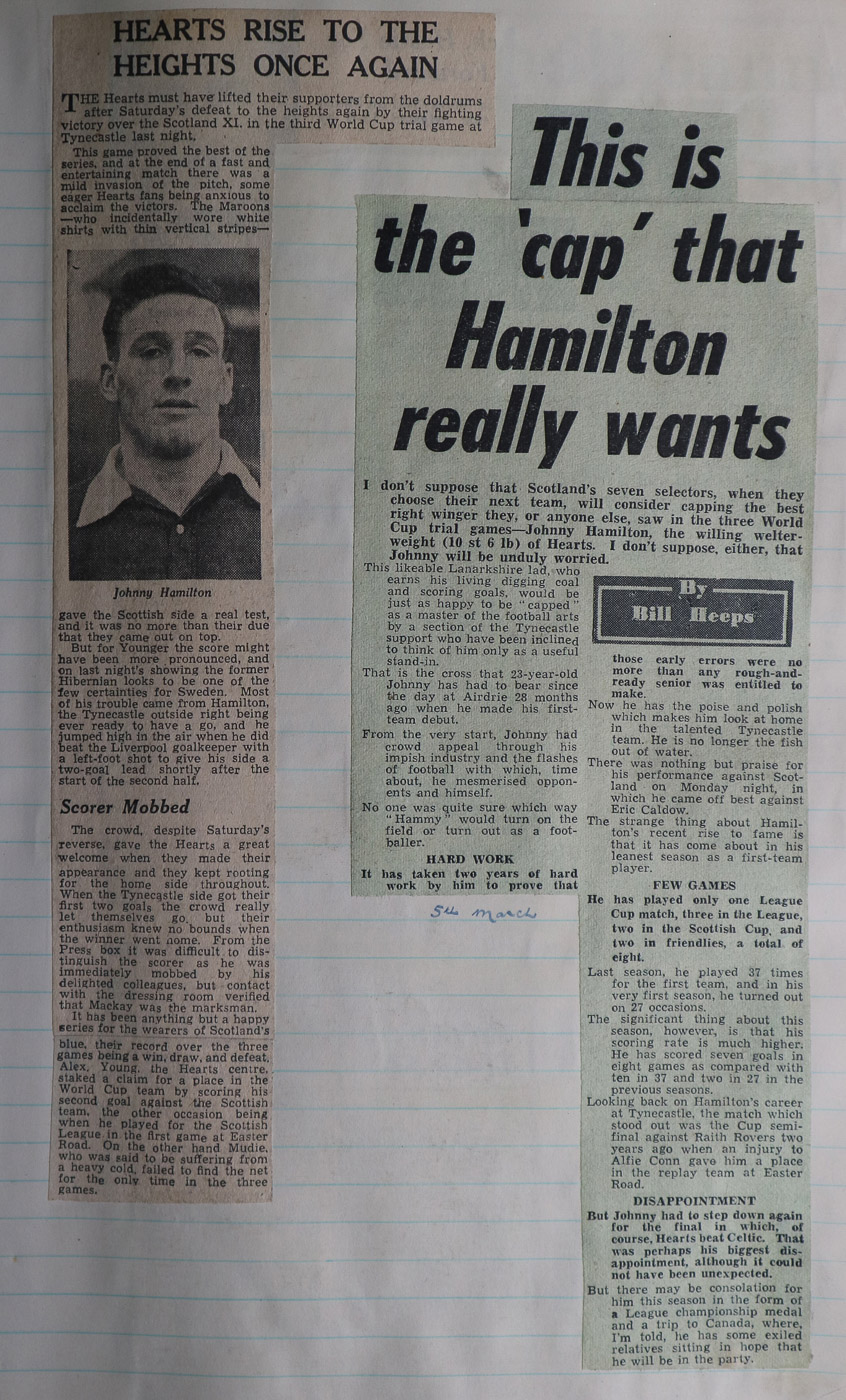 HEARTS RISE TO THE
HEIGHTS ONCE AGAIN
THE Hearts must have lifted their supporters from the doldrums
after Saturday's defeat to the heights again by their fighting
victory over the Scotland XI. in the third World Cup trial game at
Tynecastle last night.
This game proved the best of the
series, and at the end of a fast and
entertaining match there was a
mild invasion of the pitch, some
eager Hearts fans being anxious to
acclaim the victors. The Maroons
—who incidentally wore white
shirts with thin vertical stripes—
Johnny Hamilton
gave the Scottish side a real test,
and it was no more than their due
that they came out on top.
But for Younger the score might
have been more pronounced, and
on last night's showing the former
Hibernian looks to be one of the
few certainties for Sweden. Most
of his trouble came from Hamilton,
the Tynecastle outside right being
ever ready to have a go, and he
jumped high in the air when he did
beat the Liverpool goalkeeper with
a left-foot shot to give his side a
two-goal lead shortly after the
start of the second half.
Scorer Mobbed
The crowd, despite Saturday's
reverse, gave the Hearts a great
welcome when they made their
appearance and they kept rooting
for the home side throughout.
When the Tynecastle side got their
first two goals the crowd really
let themselves go, but their
enthusiasm knew no bounds when
the winner went home. From the
Press box it was difficult to dis-
tinguish the scorer as he was
immediately mobbed by his
delighted colleagues, but contact
with the dressing room verified
that Mackay was the marksman.
It has been anything but a happy
series for the wearers of Scotland's
blue, their record over the three
games being a win, draw, and defeat.
Alex. Young, the Hearts centre,
staked a claim for a place in the
World Cup team by scoring his
second goal against the Scottish
team, the other occasion being
when he played for the Scottish
League in the first game at Easter
Road. On the other hand Mudie,
who was said to be suffering from
a heavy cold, failed to find the net
for the only time in the three
games.
This is
the 'cap' that
Hamilton
really wants
I don't suppose that Scotland's seven selectors, when they
choose their next team, will consider capping the best
right winger they, or anyone else, saw in the three World
Cup trial games—Johnny Hamilton, the willing welter-
weight (10 st 6 lb) of Hearts. I don't suppose, either, that
Johnny will be unduly worried.
This likeable Lanarkshire lad, who
earns his living digging coal
and scoring goals, would be
just as happy to be "capped"
as a master of the football arts
by a section of the Tynecastle
support who have been inclined
to think of him only as a useful
stand-in.
That is the cross that 23-year-old
Johnny has had to bear since
the day at Airdrie 28 months
ago when he made his first-
team debut.
From the very start, Johnny had
crowd appeal through his
impish industry and the flashes
of football with which, time
about, he mesmerised oppon-
ents and himself.
No one was quite sure which way
"Hammy" would turn on the
field or turn out as a foot-
baller.
HARD WORK
It has taken two years of hard
work by him to prove that
5th March
By
Bill Heeps
those early errors were no
more than any rough-and-
ready senior was entitled to
make.
Now he has the poise and polish
which makes him look at home
in the talented Tynecastle
team. He is no longer the fish
out of water.
There was nothing but praise for
his performance against Scot-
land on Monday night, in
which he came off best against
Eric Caldow.
The strange thing about Hamil-
ton's recent rise to fame is
that it has come about in his
leanest season as a first-team
player.
FEW GAMES
He has played only one League
Cup match, three in the League,
two in the Scottish Cup, and
two in friendlies, a total of
eight.
Last season, he played 37 times
for the first team, and in his
very first season, he turned out
on 27 occasions.
The significant thing about this
season, however, is that his
scoring rate is much higher.
He has scored seven goals in
eight games as compared with
ten in 37 and two in 27 in the
previous seasons.
Looking back on Hamilton's career
at Tynecastle, the match which
stood out was the Cup semi-
final against Raith Rovers two
years ago when an injury to
Alfie Conn gave him a place
in the replay team at Easter
Road.
DISAPPOINTMENT
But Johnny had to step down again
for the final in which, of
course, Hearts beat Celtic. That
was perhaps his biggest dis-
appointment, although it could
not have been unexpected.
But there may be consolation for
him this season in the form of
a League championship medal
and a trip to Canada, where,
I'm told, he has some exiled
relatives sitting in hope that
he will be in the party.